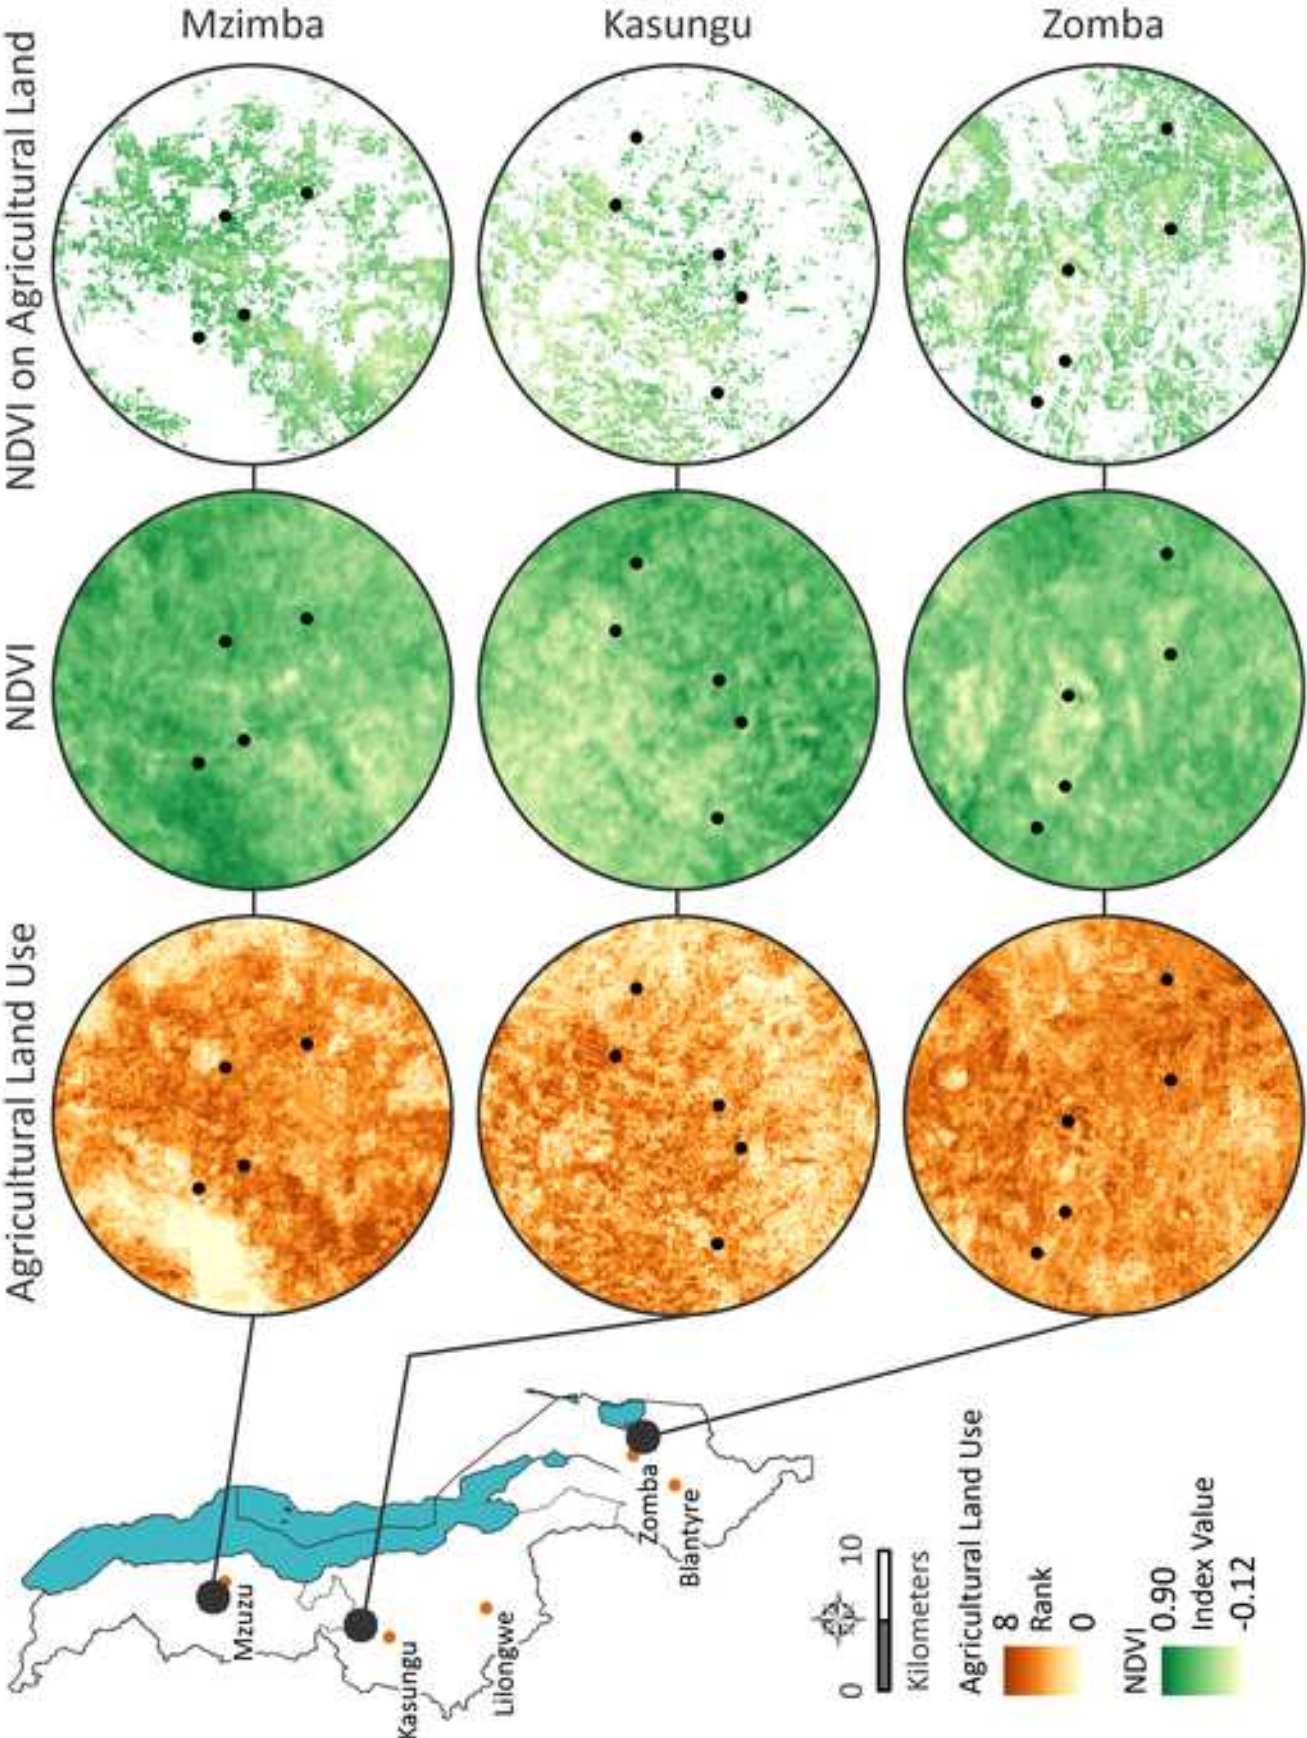 Mzimba
Kasungu
Zomba
NDVI on Agricultural Land
NDVI
Agricultural Land Use
Mzuzu
Kasungu
Lilongwe
Zomba
Blantyre
0 10
Kilometers
Agricultural Land Use
8
Rank
0
NDVI
0.90
Index Value
-0.12